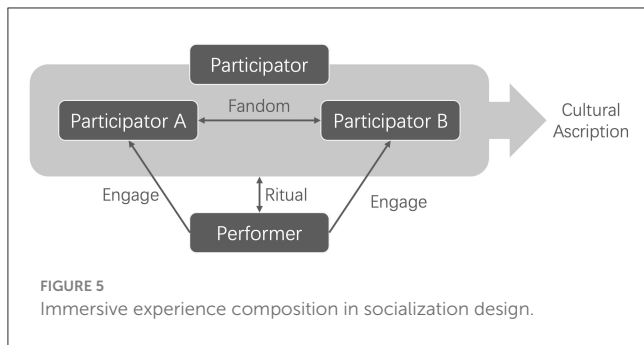 Participator
Fandom
Participator A
Participator B
Cultural
Ascription
Engage
Ritual
Engage
Performer
FIGURE 5
Immersive experience composition in socialization design.